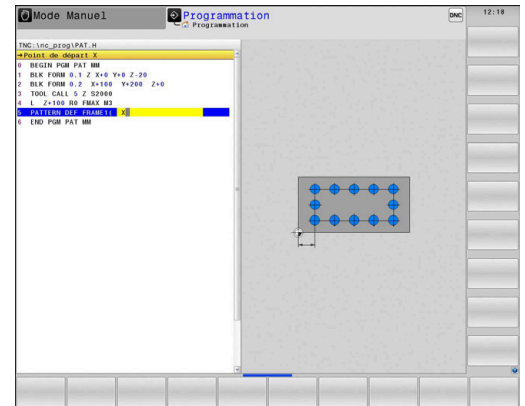 Mode Manuel
Programmation
Programmation
DNC
12:18
TNC:\nc_prog\PAT.H
→Point de départ X
0 BEGIN PGM PAT MM
1 BLK FORM 0.1 Z X+0 Y+0 Z-20
2 BLK FORM 0.2 X+100 Y+200 Z+0
3 TOOL CALL 5 Z S2000
4 L Z+100 R0 FMAX M3
5 PATTERN DEF FRAME1( X
6 END PGM PAT MM